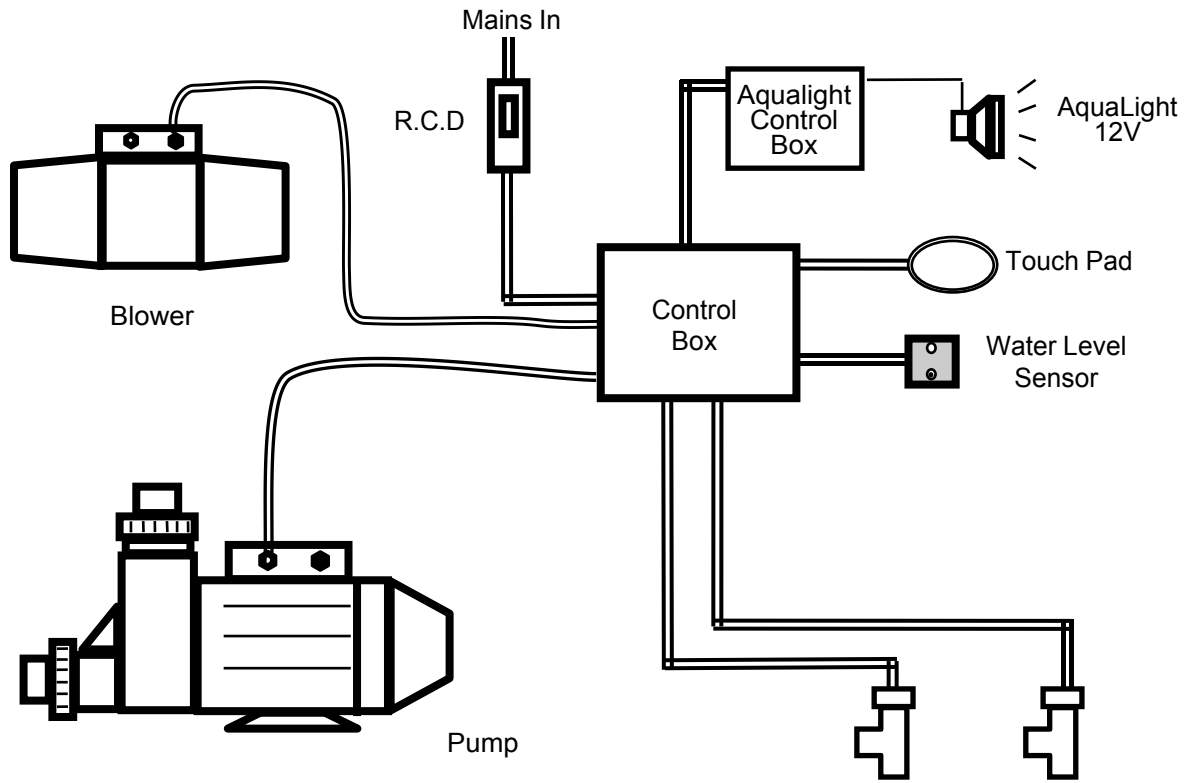 Mains In
R.C.D
Aqualight
Control
Box
AquaLight
12V
Touch Pad
Blower
Control
Box
Water Level
Sensor
Pump